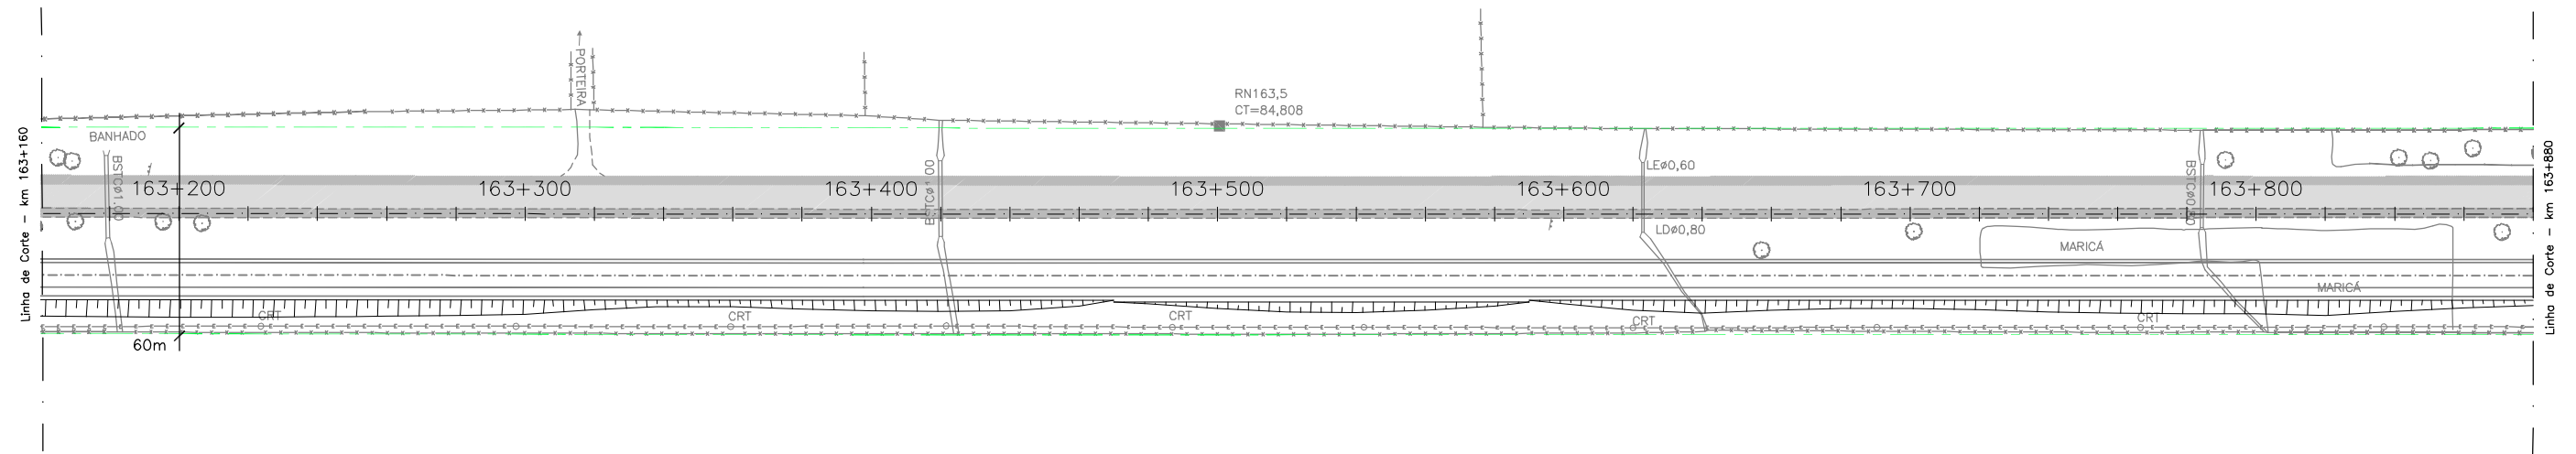 PORTEIRA
RN163,5
CT=84,808
BANHADO
BSTCø1.00
BSTCø1.00
LEø0,60
163+200
163+300
163+400
163+500
163+600
163+700
163+800
LDø0,80
MARICÁ
MARICÁ
CRT
CRT
CRT
CRT
CRT
60m
Linha de Corte - km 163+160
Linha de Corte - km 163+880